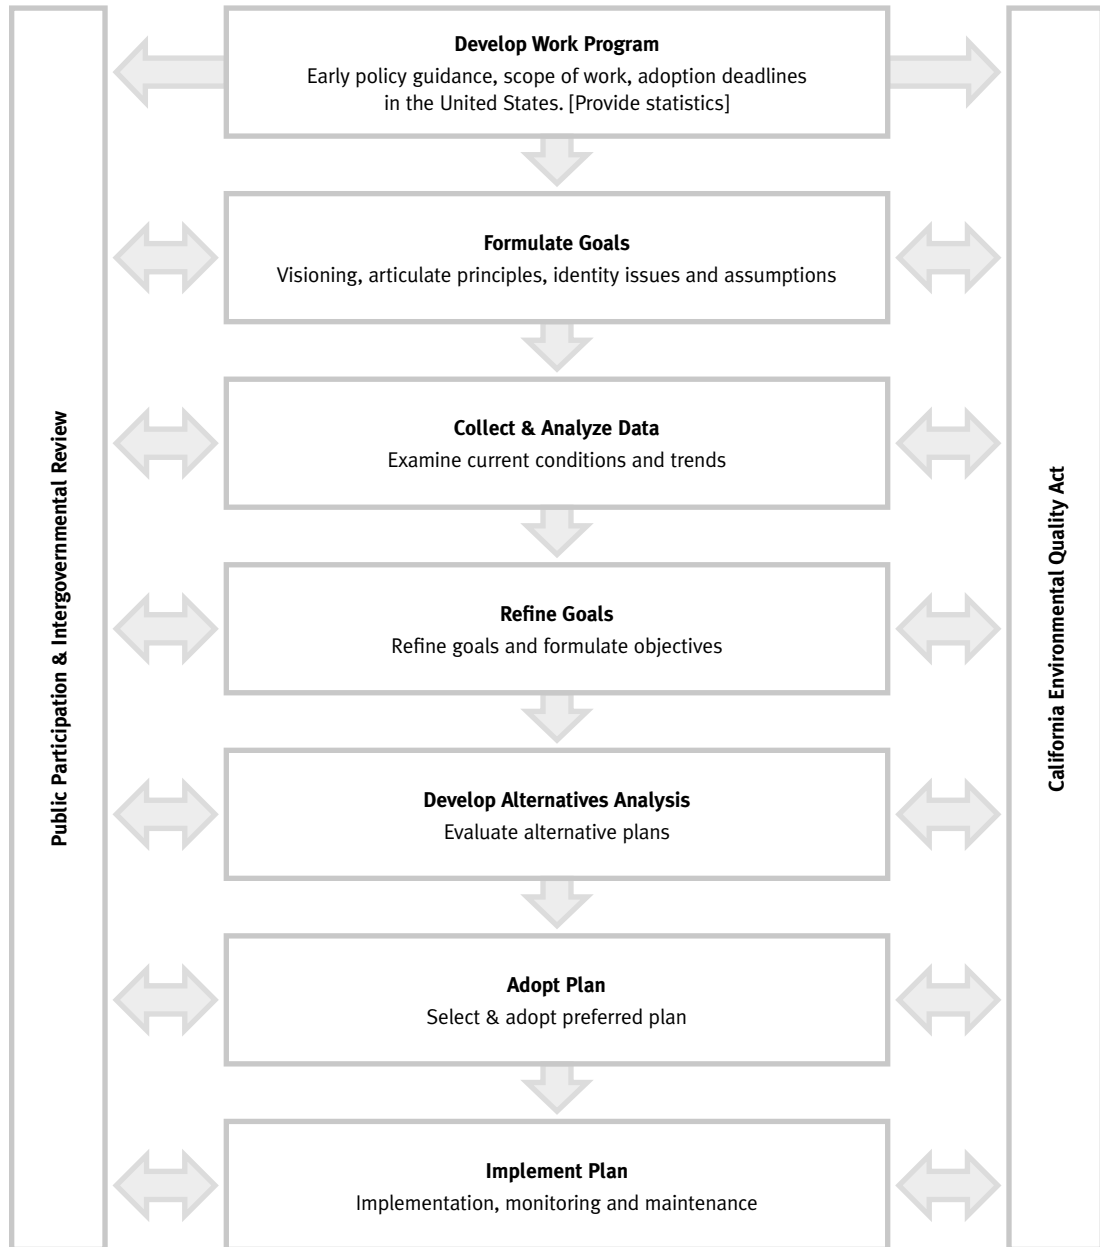 Public Participation & Intergovernmental Review
Develop Work Program
Early policy guidance, scope of work, adoption deadlines
in the United States. [Provide statistics]
Formulate Goals
Visioning, articulate principles, identity issues and assumptions
Collect & Analyze Data
Examine current conditions and trends
Refine Goals
Refine goals and formulate objectives
Develop Alternatives Analysis
Evaluate alternative plans
Adopt Plan
Select & adopt preferred plan
Implement Plan
Implementation, monitoring and maintenance
California Environmental Quality Act